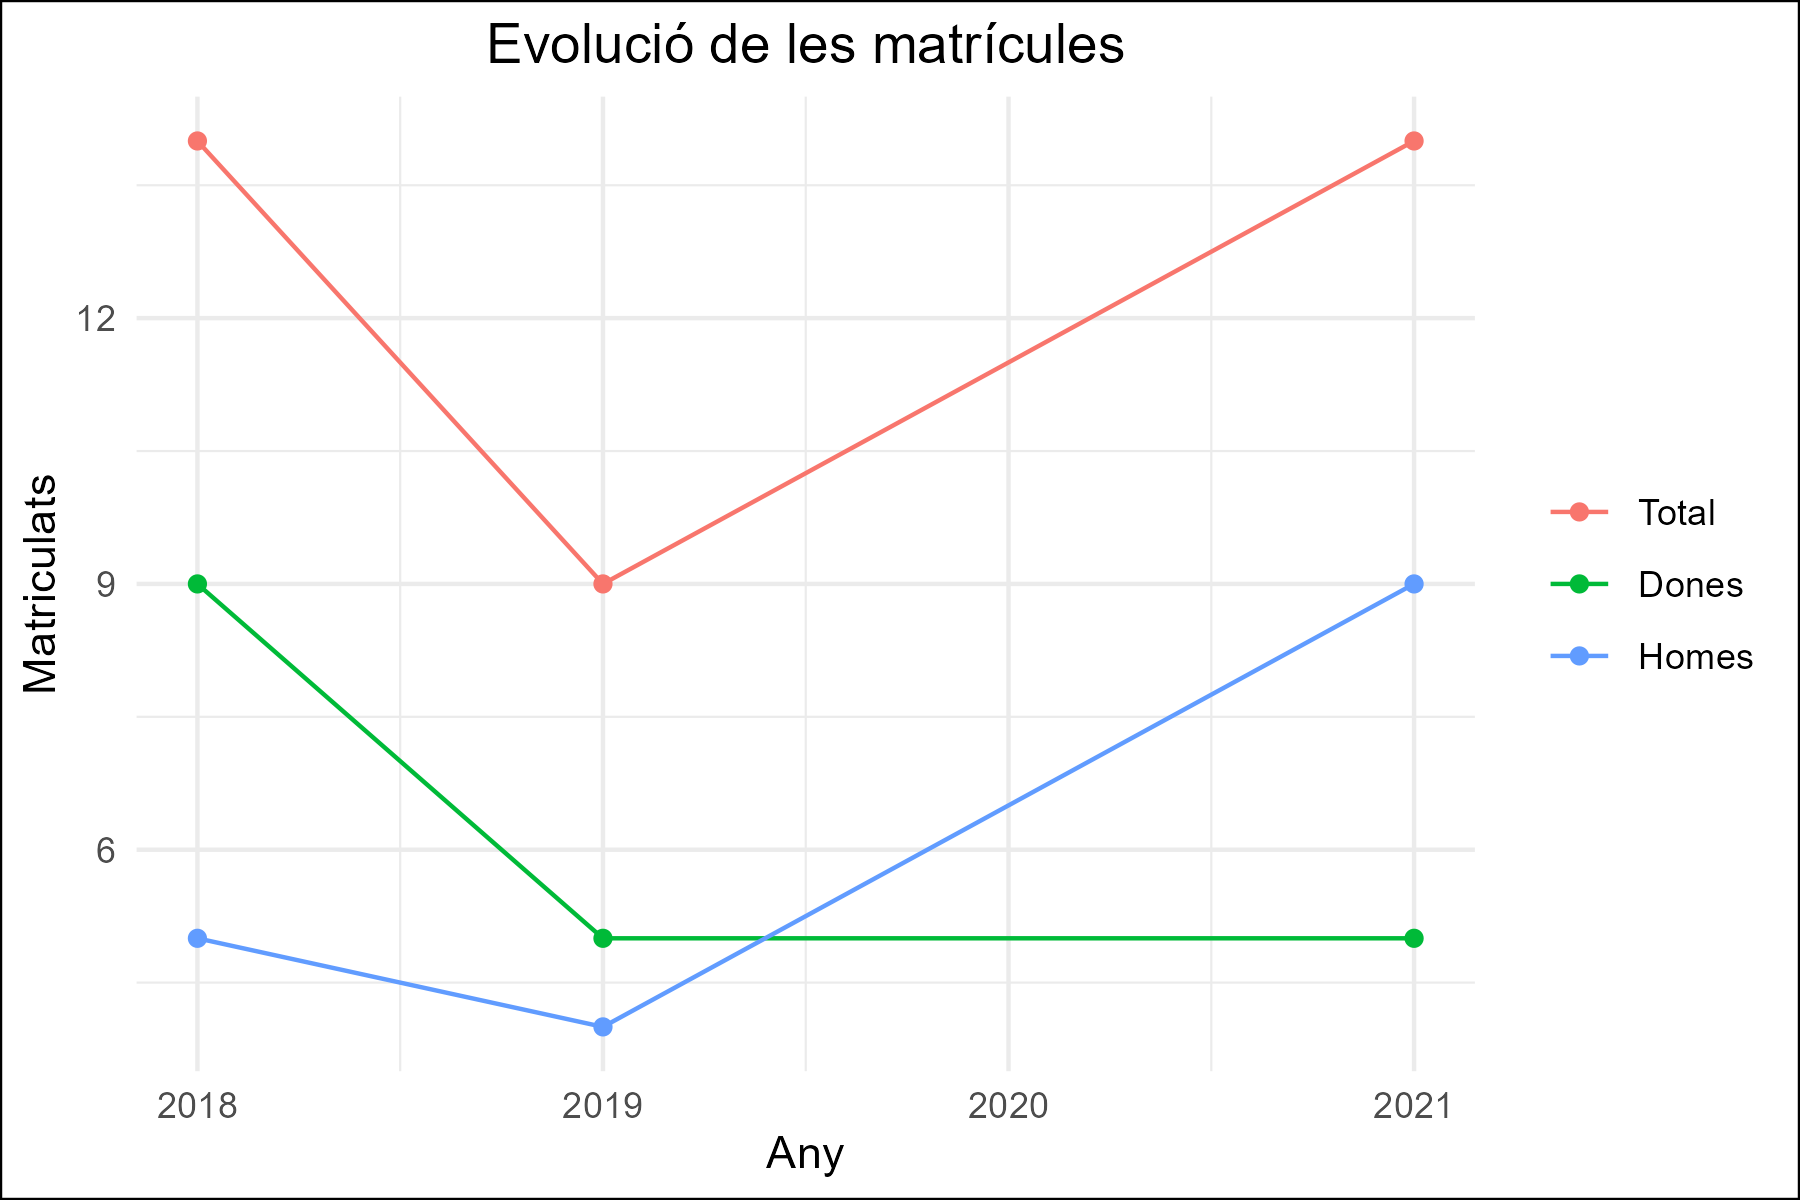 Evolució de les matrícules
Matriculats
12
9
6
2018
2019
2020
2021
Any
Total
Dones
Homes